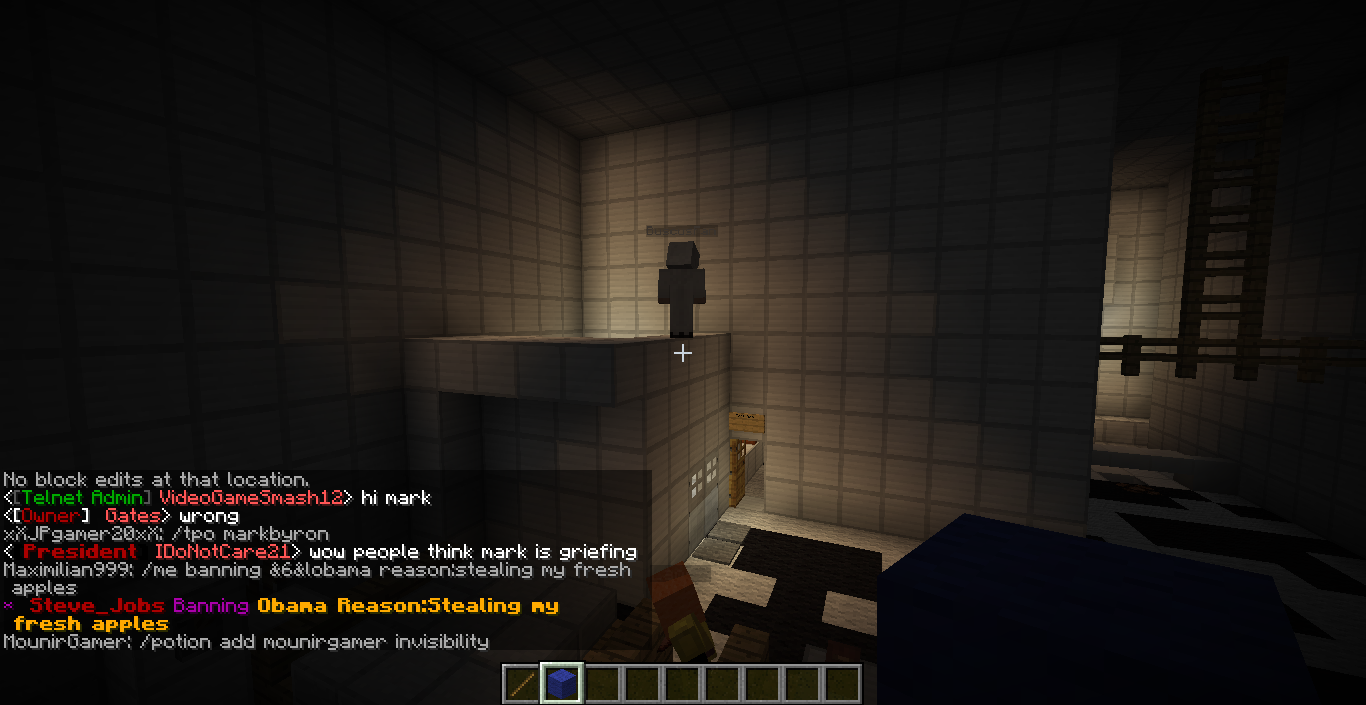 No block edits at that location.
<[Telnet Admin] VideoGameSmash12> hi mark
<[Owner] Gates> wrong
xXJPgamer20xX: /tpo markbyron
< President IDoNotCare21> wow people think mark is griefing
Maximilian999: /me banning &6&lobama reason:stealing my fresh
apples
* Steve_Jobs Banning Obama Reason:Stealing my
fresh apples
MounirGamer: /potion add mounirgamer invisibility